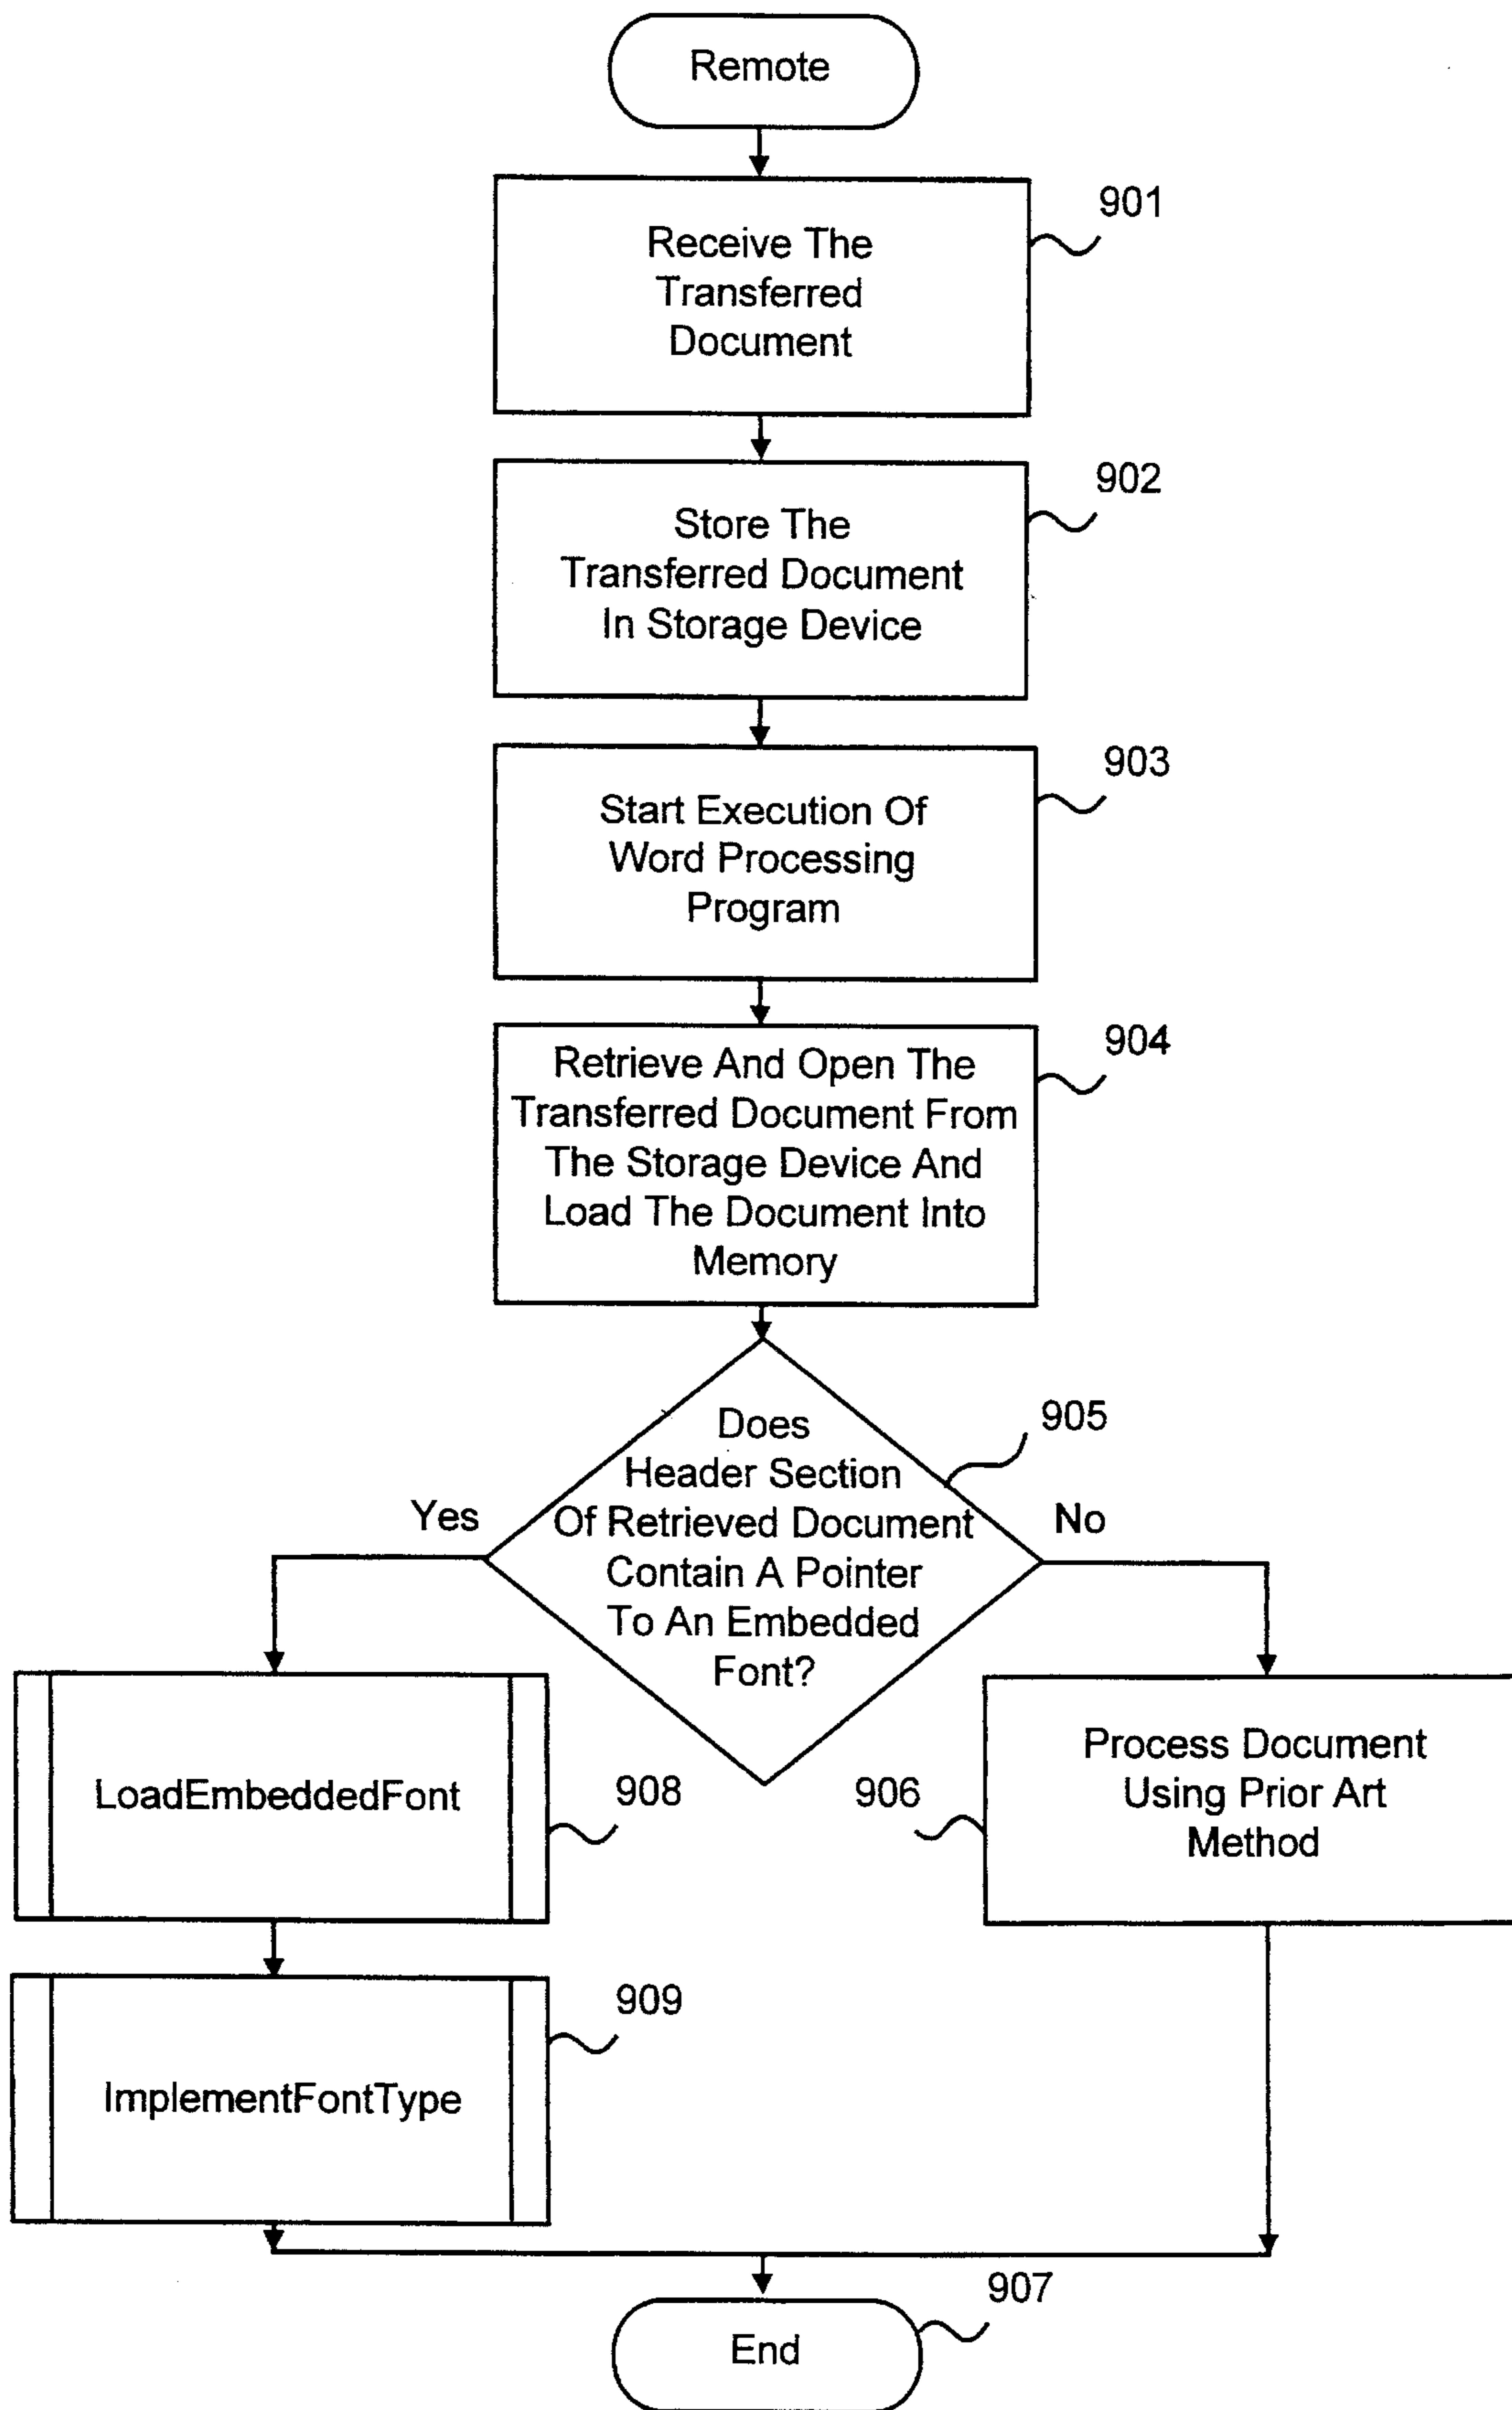 Remote
901
Receive The
Transferred
Document
902
Store The
Transferred Document
In Storage Device
903
Start Execution Of
Word Processing
Program
904
Retrieve And Open The
Transferred Document From
The Storage Device And
Load The Document Into
Memory
905
Does
Header Section
Of Retrieved Document
Contain A Pointer
To An Embedded
Font?
Yes
No
LoadEmbeddedFont
908
906
Process Document
Using Prior Art
Method
909
ImplementFontType
907
End